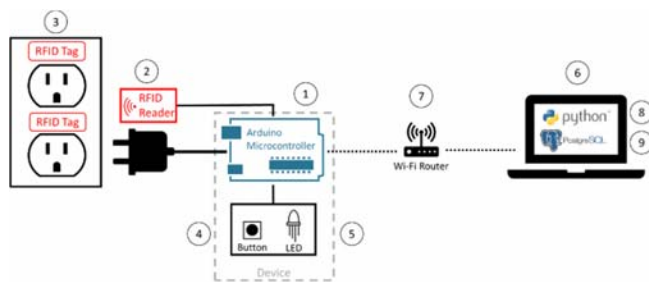 3
RFID Tag
RFID Tag
2
RFID
Reader
1
Arduino
Microcontroller
4
Button
LED
5
Device
7
Wi-Fi Router
6
python
8
PostgreSQL
9